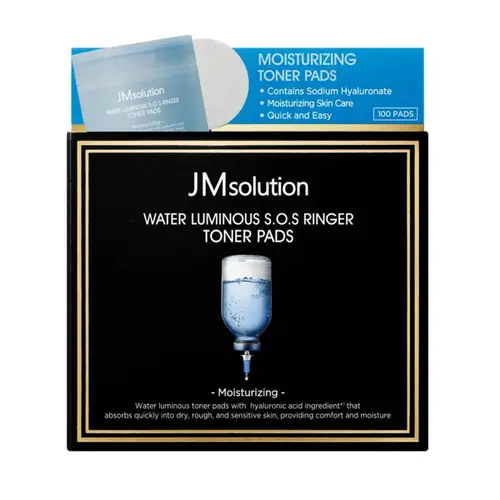 JMsolution
WATER LUMINOUS S.O.S RINGER
TONER PADS
MOISTURIZING
TONER PADS
• Contains Sodium Hyaluronate
• Moisturizing Skin Care
• Quick and Easy
100 PADS
JMsolution
WATER LUMINOUS S.O.S RINGER
TONER PADS
- Moisturizing -
Water luminous toner pads with hyaluronic acid ingredient*¹ that
absorbs quickly into dry, rough, and sensitive skin, providing comfort and moisture